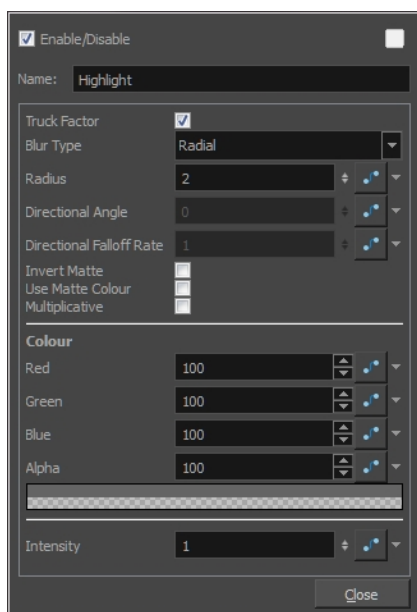 Enable/Disable
Name: Highlight
Truck Factor
Blur Type Radial
Radius 2
Directional Angle 0
Directional Falloff Rate 1
Invert Matte
Use Matte Colour
Multiplicative
Colour
Red 100
Green 100
Blue 100
Alpha 100
Intensity 1
Close